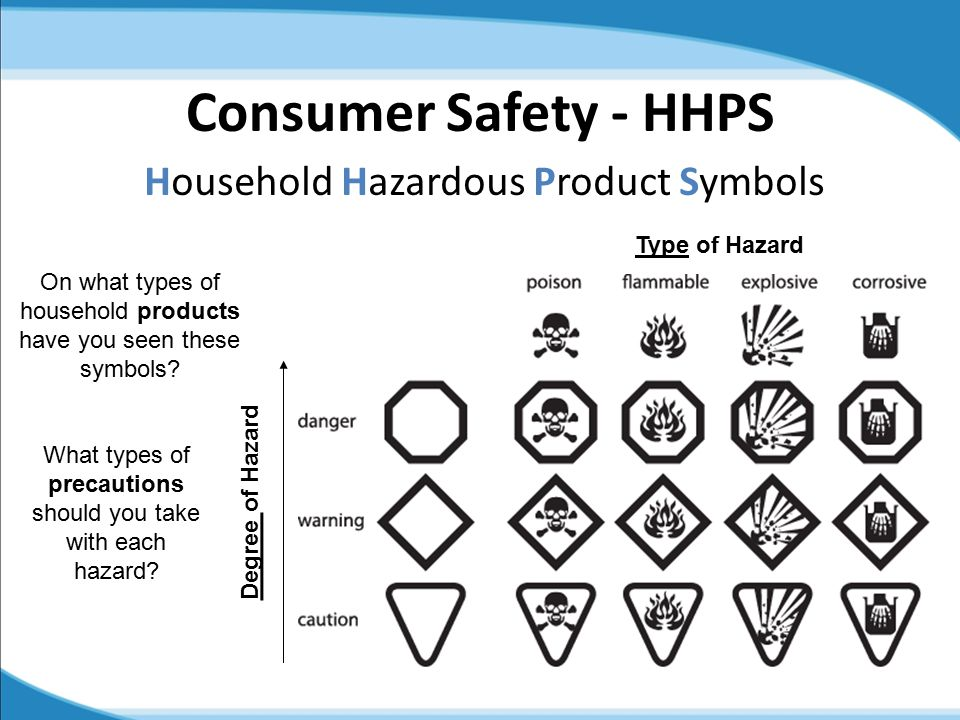 Consumer Safety - HHPS
Household Hazardous Product Symbols
On what types of
household products
have you seen these
symbols?
What types of
precautions
should you take
with each
hazard?
Degree of Hazard
Type of Hazard
poison flammable explosive corrosive
danger
warning
caution